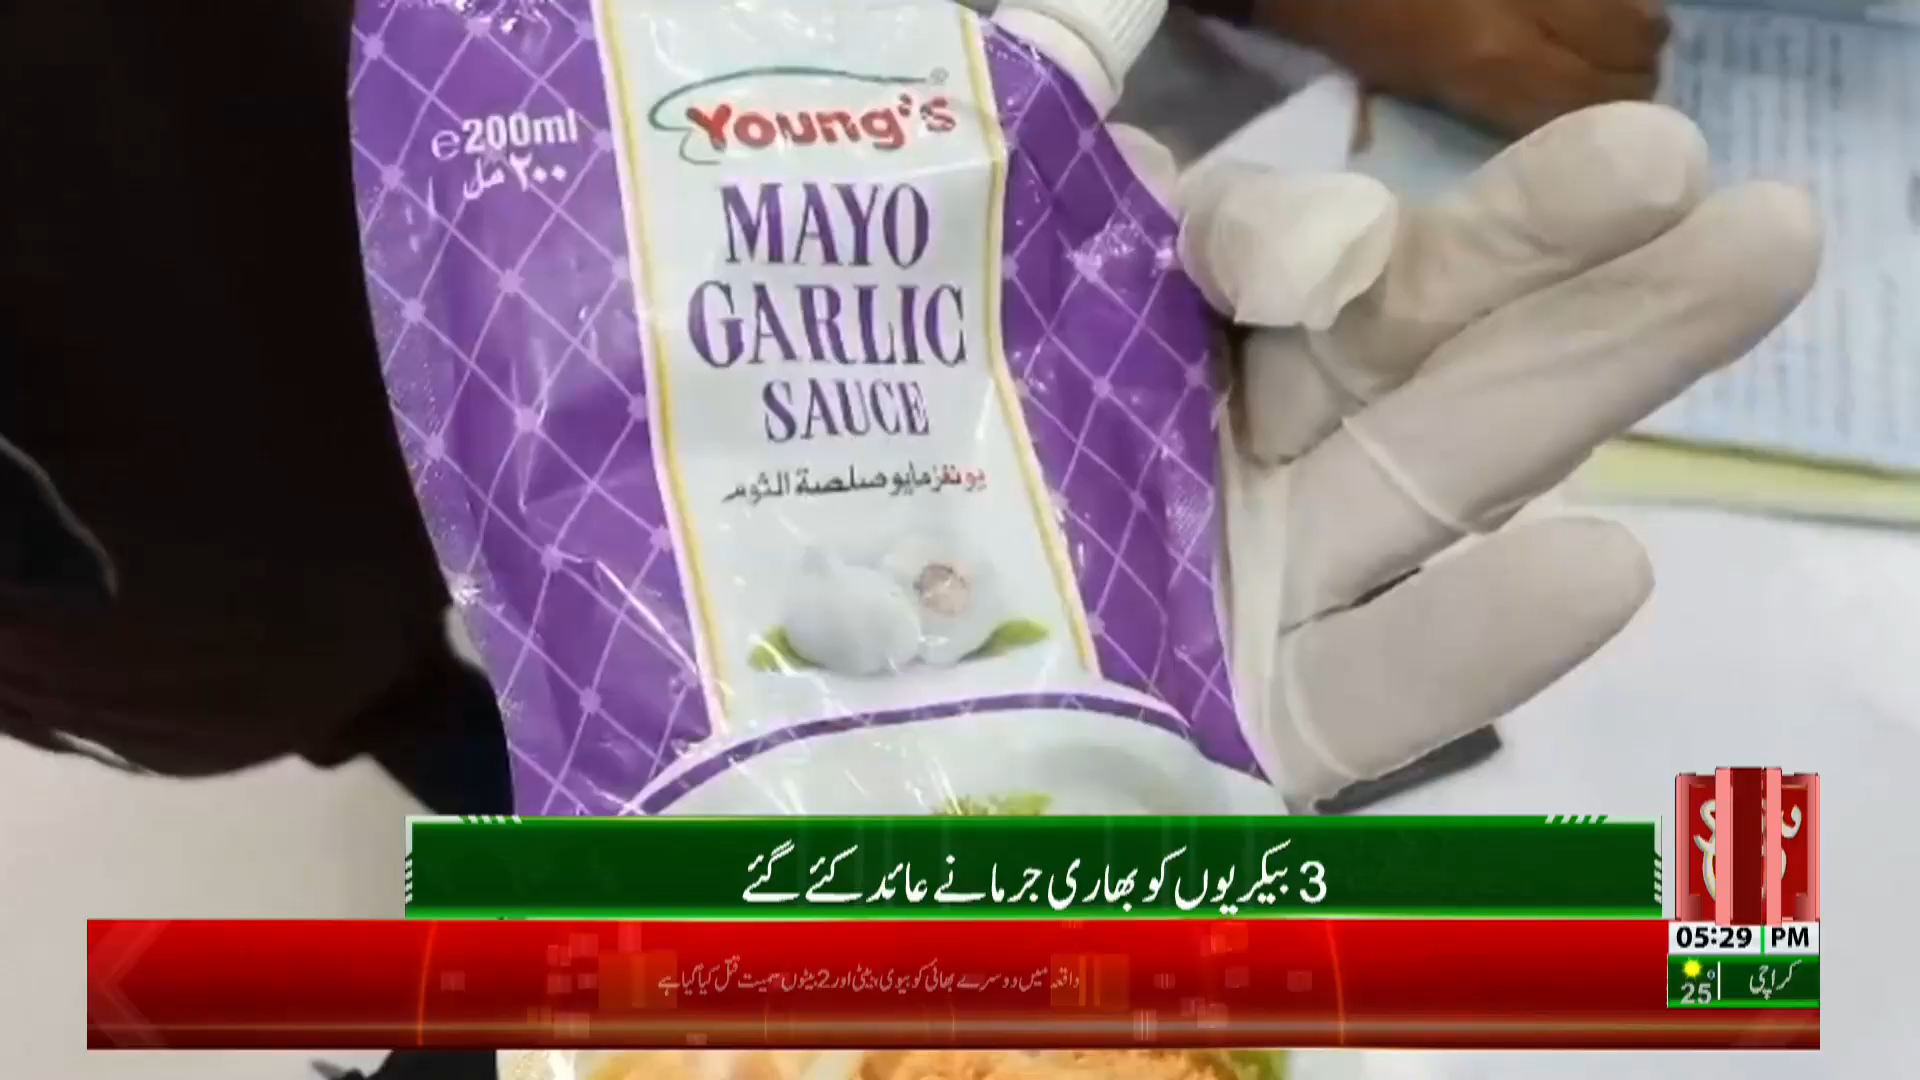 Young's®
e200ml
٢٠٠ مل
MAYO
GARLIC
SAUCE
يونغز مايو صلصة الثوم
3 بیکریوں کو بھاری جرمانے عائد کئے گئے
واقعہ میں دوسرے بھائی کو بیوی، بیٹی اور 2 بیٹوں سمیت قتل کیا گیا ہے
05:29 PM
25°
کراچی